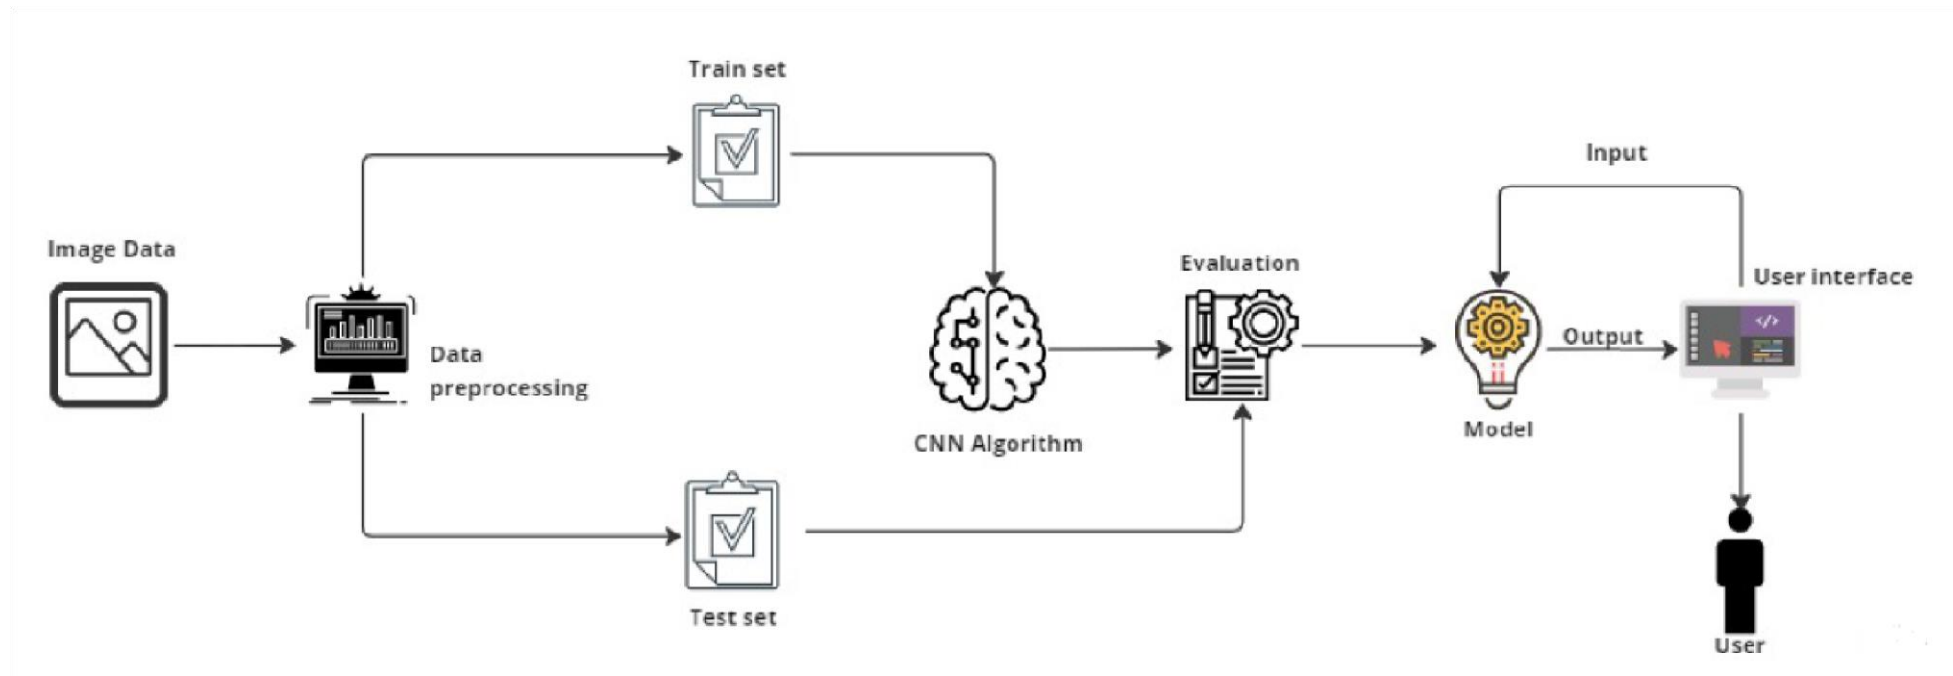 Train set
Input
Image Data
Evaluation
User interface
Output
Data
preprocessing
Model
CNN Algorithm
Test set
User